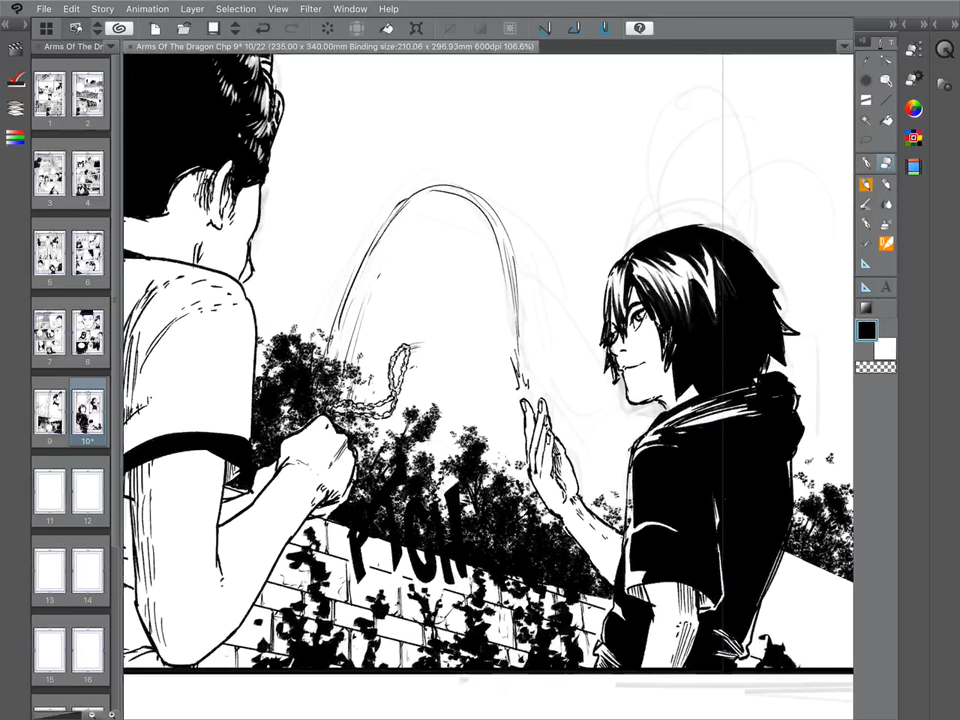 File Edit Story Animation Layer Selection View Filter Window Help
Arms Of The Dr Arms Of The Dragon Chp 9* 10/22 (235.00 x 340.00mm Binding size:210.06 x 296.93mm 600dpi 106.6%)
1 2
3 4
5 6
7 8
9 10*
11 12
13 14
15 16
T
A